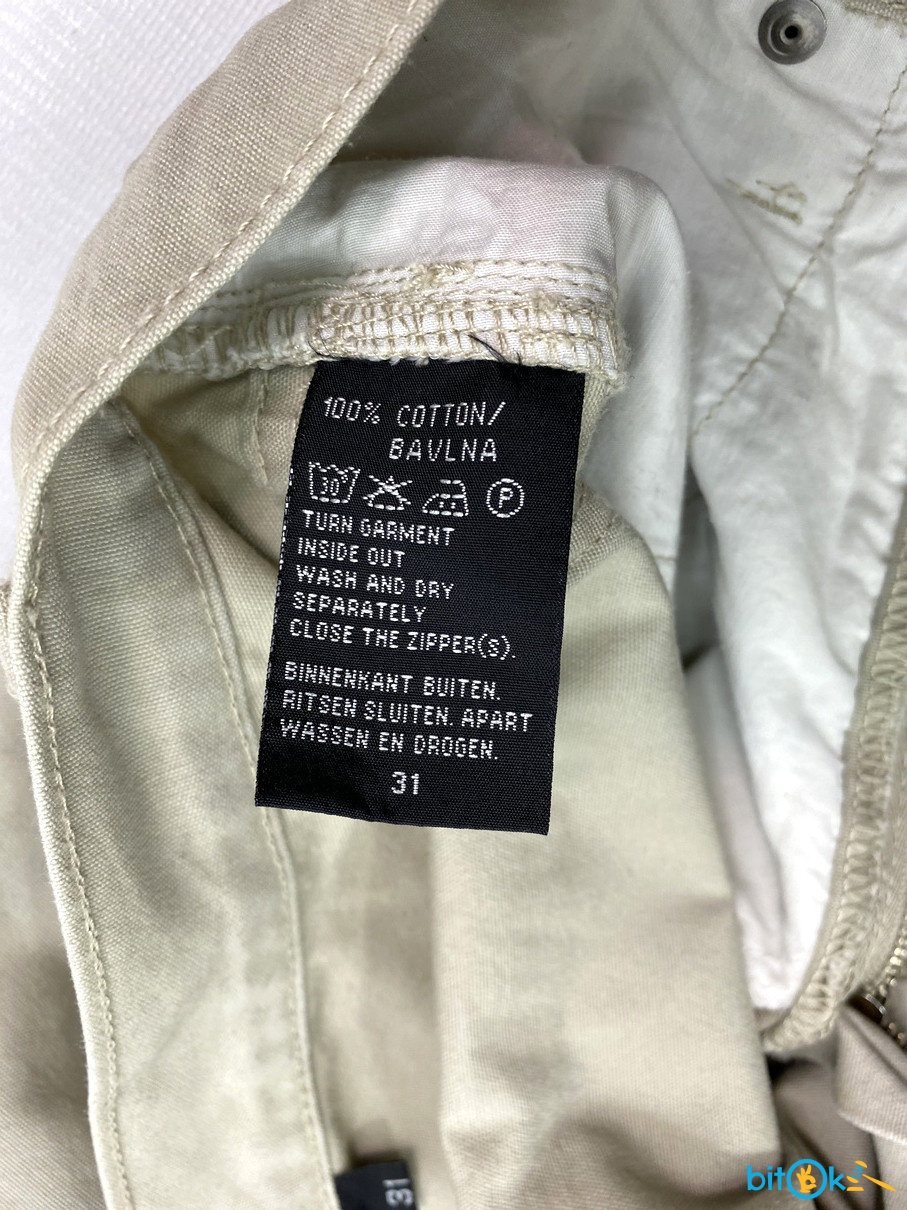 100% COTTON/
BAVLNA
30° P
TURN GARMENT
INSIDE OUT
WASH AND DRY
SEPARATELY
CLOSE THE ZIPPER(S).
BINNENKANT BUITEN.
RITSEN SLUITEN. APART
WASSEN EN DROGEN.
31
31
bitOk